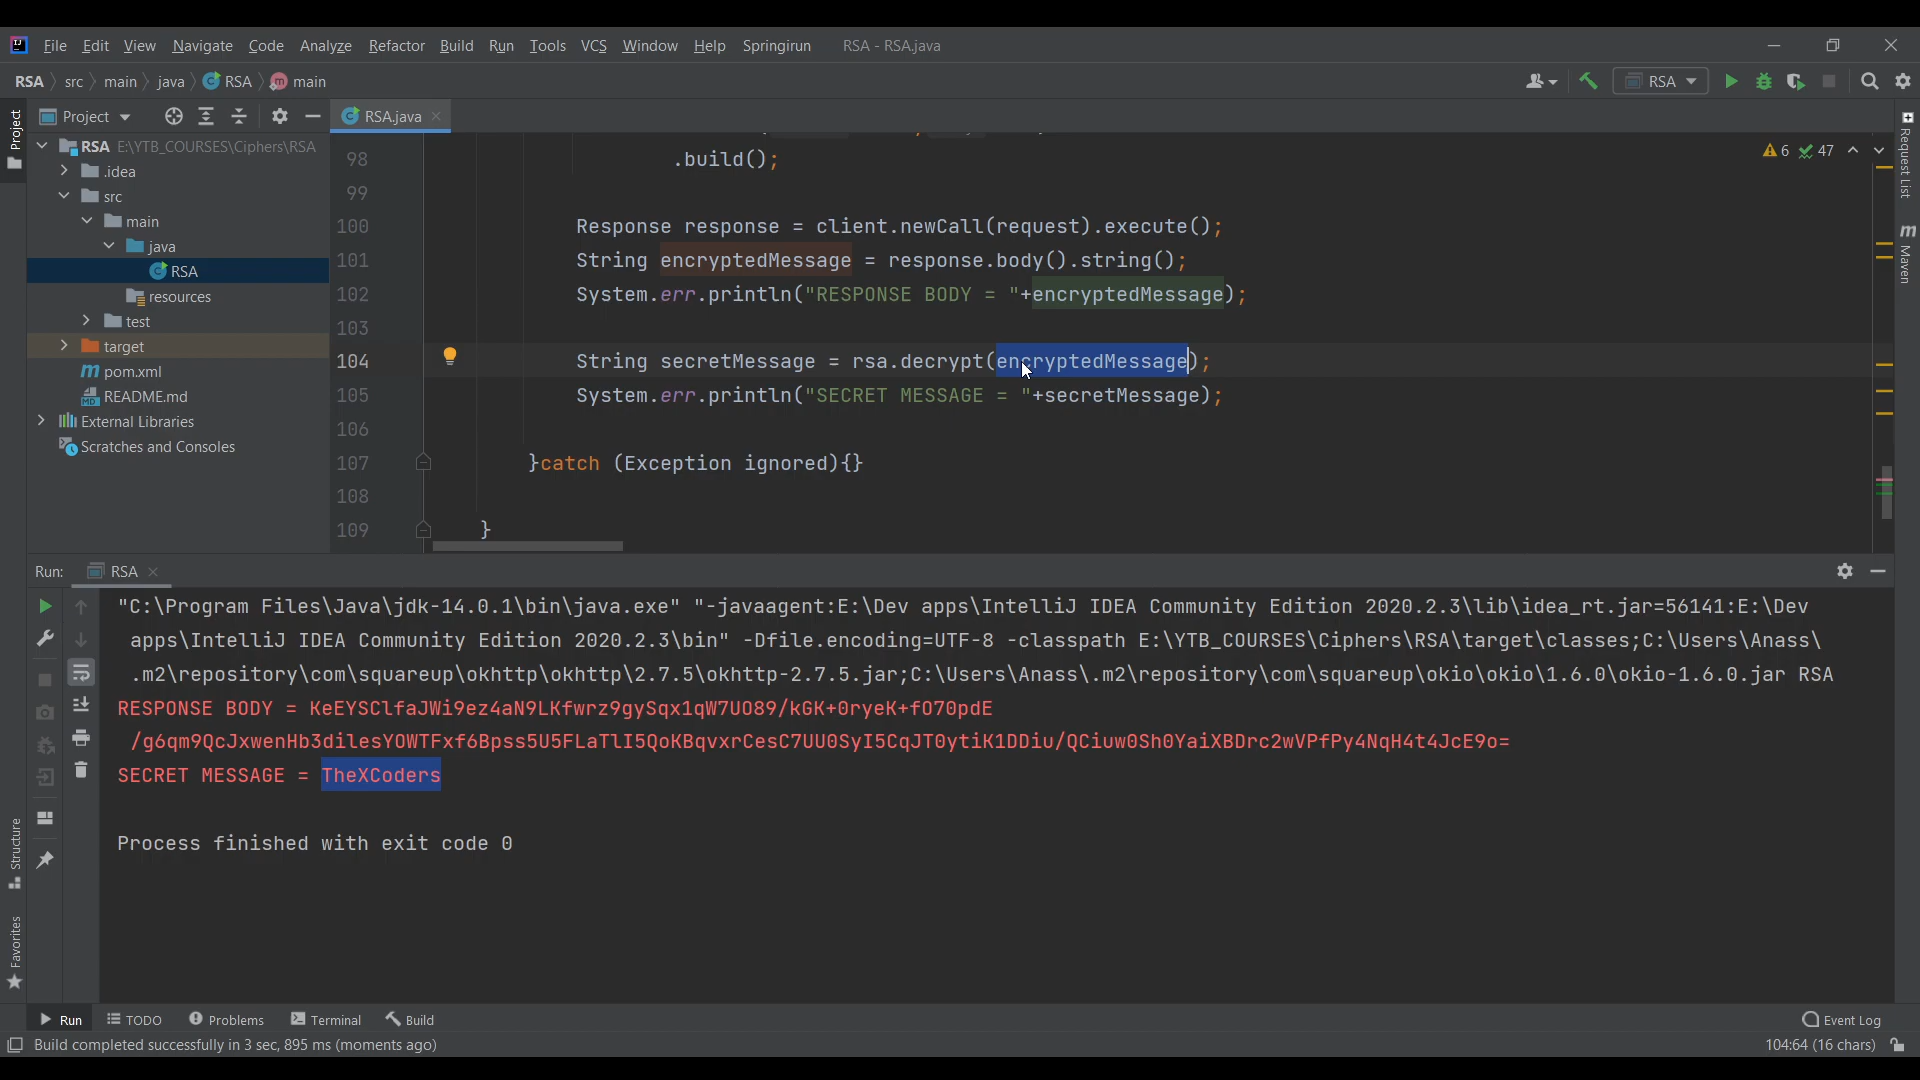 File Edit View Navigate Code Analyze Refactor Build Run Tools VCS Window Help Springirun RSA - RSA.java
RSA src main java RSA main RSA
Project RSA.java
Project
RSA E:\YTB_COURSES\Ciphers\RSA
.idea
src
main
java
RSA
resources
test
target
pom.xml
README.md
External Libraries
Scratches and Consoles
6 47
98 .build();
99
100 Response response = client.newCall(request).execute();
101 String encryptedMessage = response.body().string();
102 System.err.println("RESPONSE BODY = "+encryptedMessage);
103
104 String secretMessage = rsa.decrypt(encryptedMessage);
105 System.err.println("SECRET MESSAGE = "+secretMessage);
106
107 }catch (Exception ignored){}
108
109 }
Request List
Maven
Run: RSA
"C:\Program Files\Java\jdk-14.0.1\bin\java.exe" "-javaagent:E:\Dev apps\IntelliJ IDEA Community Edition 2020.2.3\lib\idea_rt.jar=56141:E:\Dev
apps\IntelliJ IDEA Community Edition 2020.2.3\bin" -Dfile.encoding=UTF-8 -classpath E:\YTB_COURSES\Ciphers\RSA\target\classes;C:\Users\Anass\
.m2\repository\com\squareup\okhttp\okhttp\2.7.5\okhttp-2.7.5.jar;C:\Users\Anass\.m2\repository\com\squareup\okio\okio\1.6.0\okio-1.6.0.jar RSA
RESPONSE BODY = KeEYSClfaJWi9ez4aN9LKfwrz9gySqx1qW7UO89/kGK+0ryeK+fO70pdE
/g6qm9QcJxwenHb3dilesYOWTFxf6Bpss5U5FLaTlI5QoKBqvxrCesC7UU0SyI5CqJT0ytiK1DDiu/QCiuw0Sh0YaiXBDrc2wVPfPy4NqH4t4JcE9o=
SECRET MESSAGE = TheXCoders
Process finished with exit code 0
Structure
Favorites
Run TODO Problems Terminal Build Event Log
Build completed successfully in 3 sec, 895 ms (moments ago) 104:64 (16 chars)